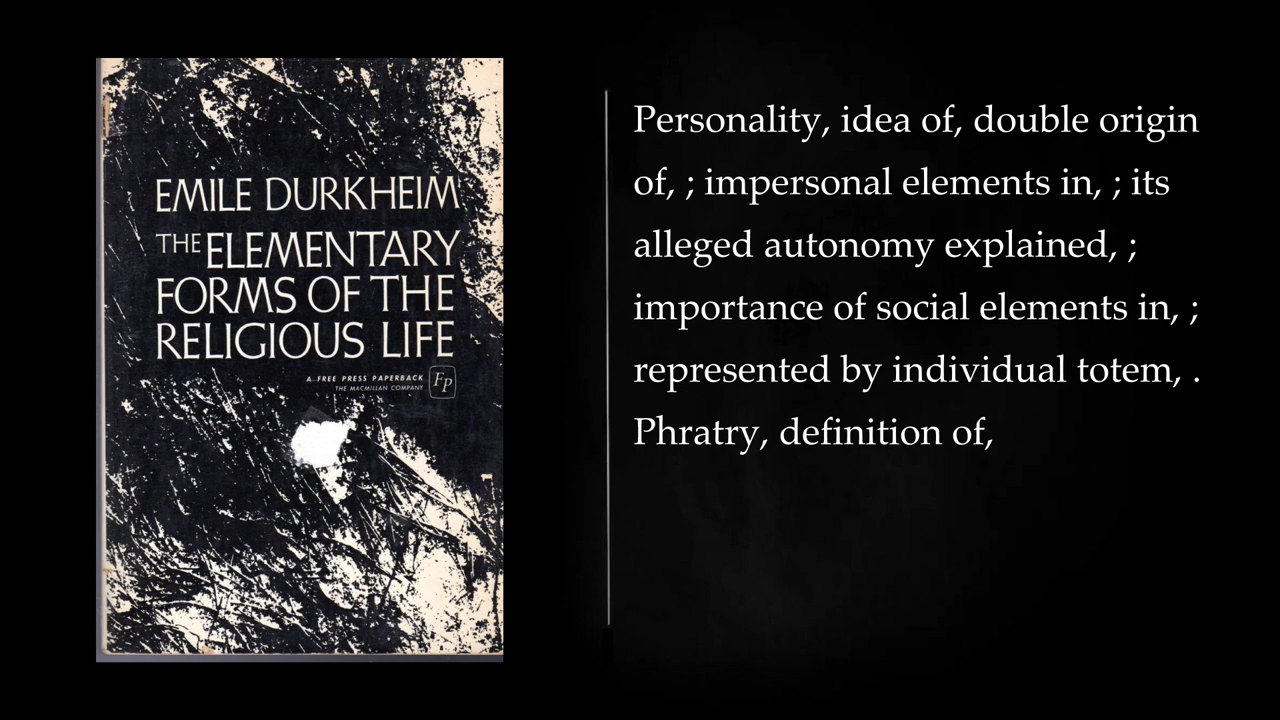 EMILE DURKHEIM
THE ELEMENTARY
FORMS OF THE
RELIGIOUS LIFE
A FREE PRESS PAPERBACK
THE MACMILLAN COMPANY
Fp
Personality, idea of, double origin
of, ; impersonal elements in, ; its
alleged autonomy explained, ;
importance of social elements in, ;
represented by individual totem, .
Phratry, definition of,